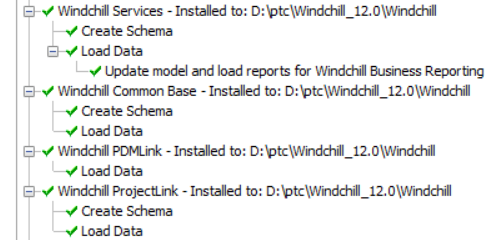 Windchill Services - Installed to: D:\ptc\Windchill_12.0\Windchill
Create Schema
Load Data
Update model and load reports for Windchill Business Reporting
Windchill Common Base - Installed to: D:\ptc\Windchill_12.0\Windchill
Create Schema
Load Data
Windchill PDMLink - Installed to: D:\ptc\Windchill_12.0\Windchill
Load Data
Windchill ProjectLink - Installed to: D:\ptc\Windchill_12.0\Windchill
Create Schema
Load Data